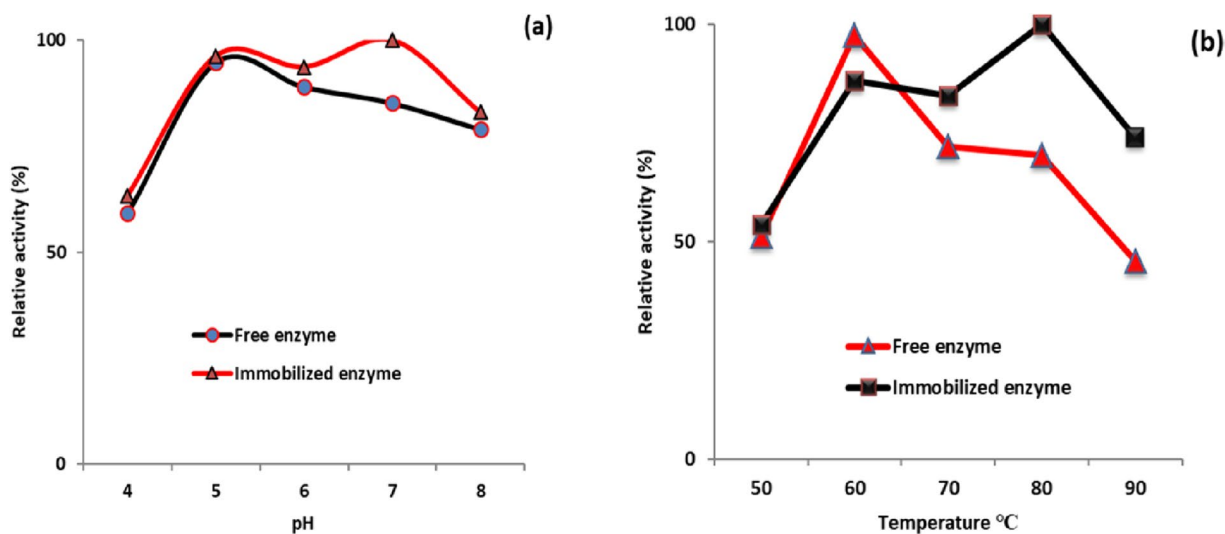 (a)
100
50
0
Relative activity (%)
Free enzyme
Immobilized enzyme
4 5 6 7 8
pH
(b)
100
50
0
Relative activity (%)
Free enzyme
Immobilized enzyme
50 60 70 80 90
Temperature °C